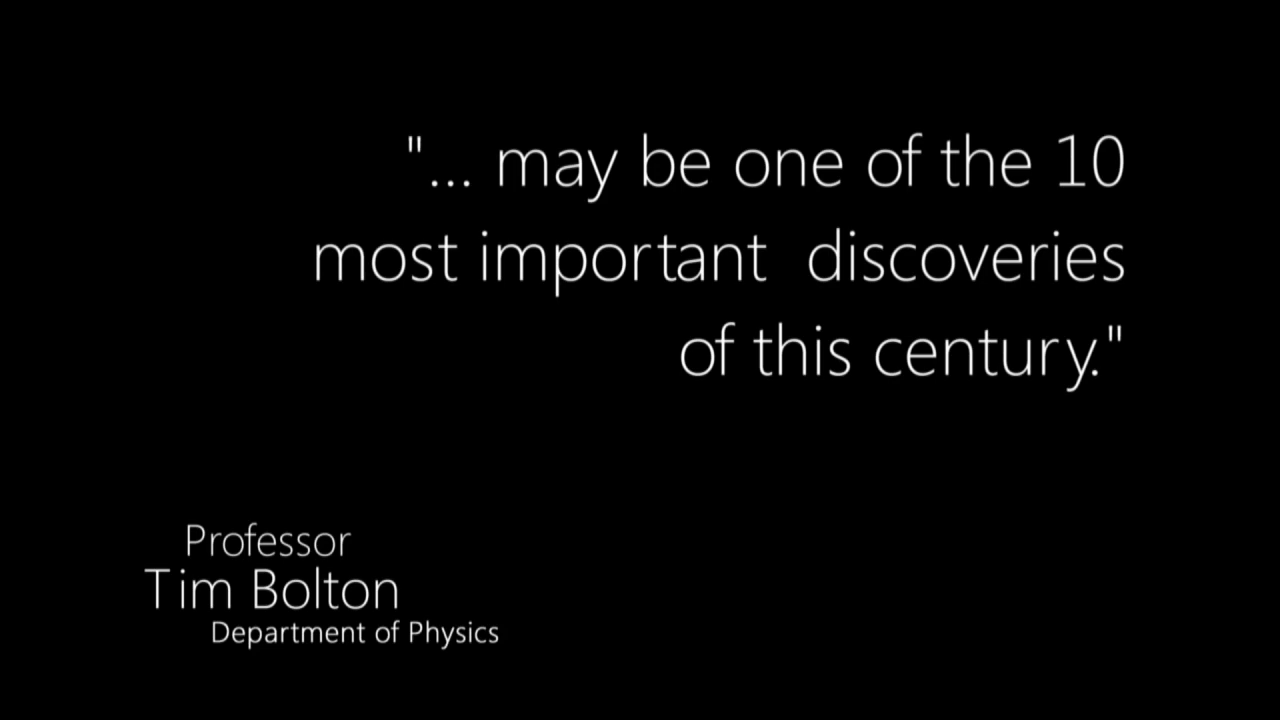 "... may be one of the 10
most important discoveries
of this century."
Professor
Tim Bolton
Department of Physics